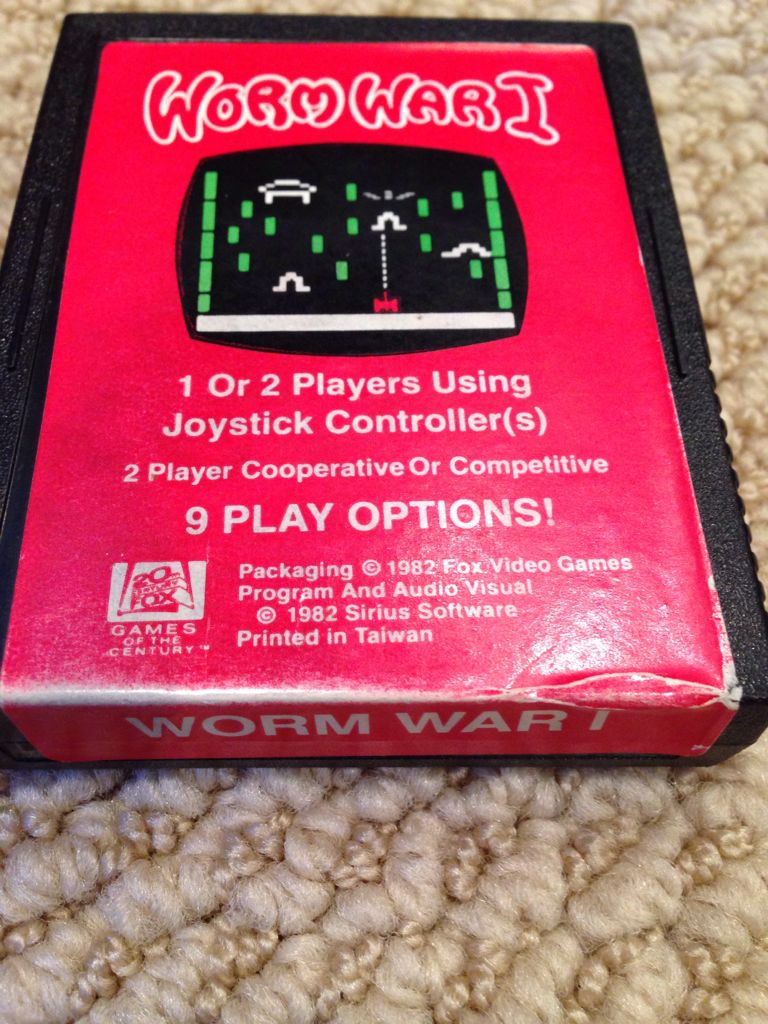 WORM WAR I
1 Or 2 Players Using
Joystick Controller(s)
2 Player Cooperative Or Competitive
9 PLAY OPTIONS!
20
CENTURY
FOX
GAMES
OF THE
CENTURY™
Packaging © 1982 Fox Video Games
Program And Audio Visual
© 1982 Sirius Software
Printed in Taiwan
WORM WAR I